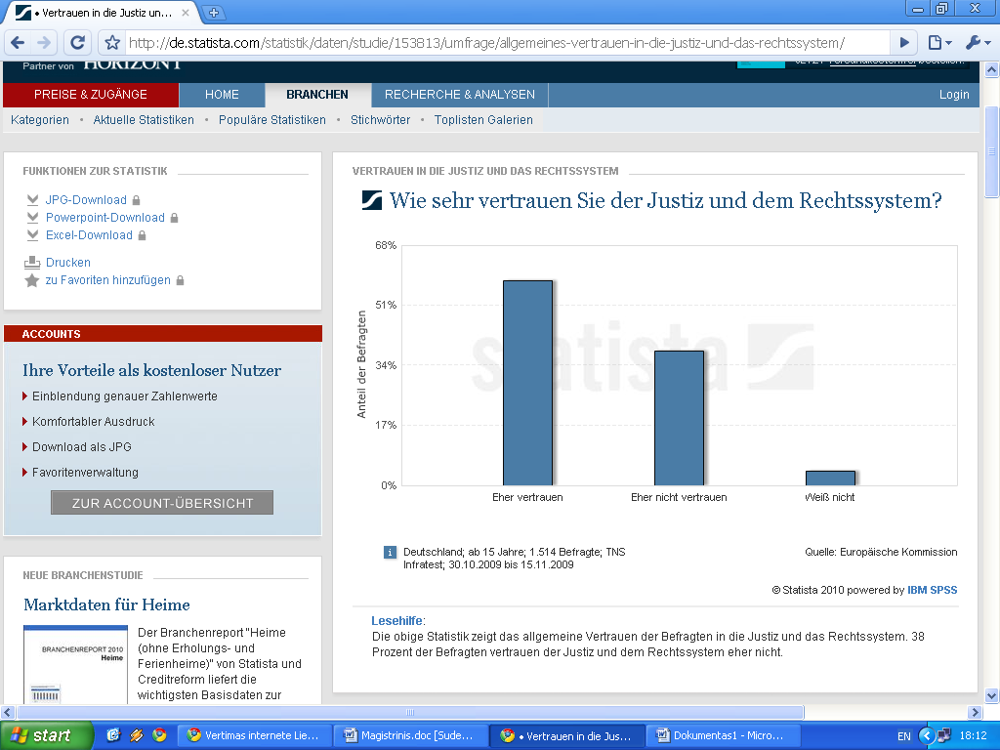 • Vertrauen in die Justiz un...
http://de.statista.com/statistik/daten/studie/153813/umfrage/allgemeines-vertrauen-in-die-justiz-und-das-rechtssystem/
Partner von HORIZONT
PREISE & ZUGÄNGE HOME BRANCHEN RECHERCHE & ANALYSEN Login
Kategorien • Aktuelle Statistiken • Populäre Statistiken • Stichwörter • Toplisten Galerien
FUNKTIONEN ZUR STATISTIK
JPG-Download
Powerpoint-Download
Excel-Download
Drucken
zu Favoriten hinzufügen
ACCOUNTS
Ihre Vorteile als kostenloser Nutzer
Einblendung genauer Zahlenwerte
Komfortabler Ausdruck
Download als JPG
Favoritenverwaltung
ZUR ACCOUNT-ÜBERSICHT
NEUE BRANCHENSTUDIE
Marktdaten für Heime
BRANCHENREPORT 2010
Heime
Der Branchenreport "Heime
(ohne Erholungs- und
Ferienheime)" von Statista und
Creditreform liefert die
wichtigsten Basisdaten zur
VERTRAUEN IN DIE JUSTIZ UND DAS RECHTSSYSTEM
Wie sehr vertrauen Sie der Justiz und dem Rechtssystem?
68%
51%
34%
17%
0%
Anteil der Befragten
statista
Eher vertrauen Eher nicht vertrauen Weiß nicht
Deutschland; ab 15 Jahre; 1.514 Befragte; TNS
Infratest; 30.10.2009 bis 15.11.2009
Quelle: Europäische Kommission
© Statista 2010 powered by IBM SPSS
Lesehilfe:
Die obige Statistik zeigt das allgemeine Vertrauen der Befragten in die Justiz und das Rechtssystem. 38
Prozent der Befragten vertrauen der Justiz und dem Rechtssystem eher nicht.
start Vertimas internete Lie... Magistrinis.doc [Sude... • Vertrauen in die Jus... Dokumentas1 - Micro... EN 18:12